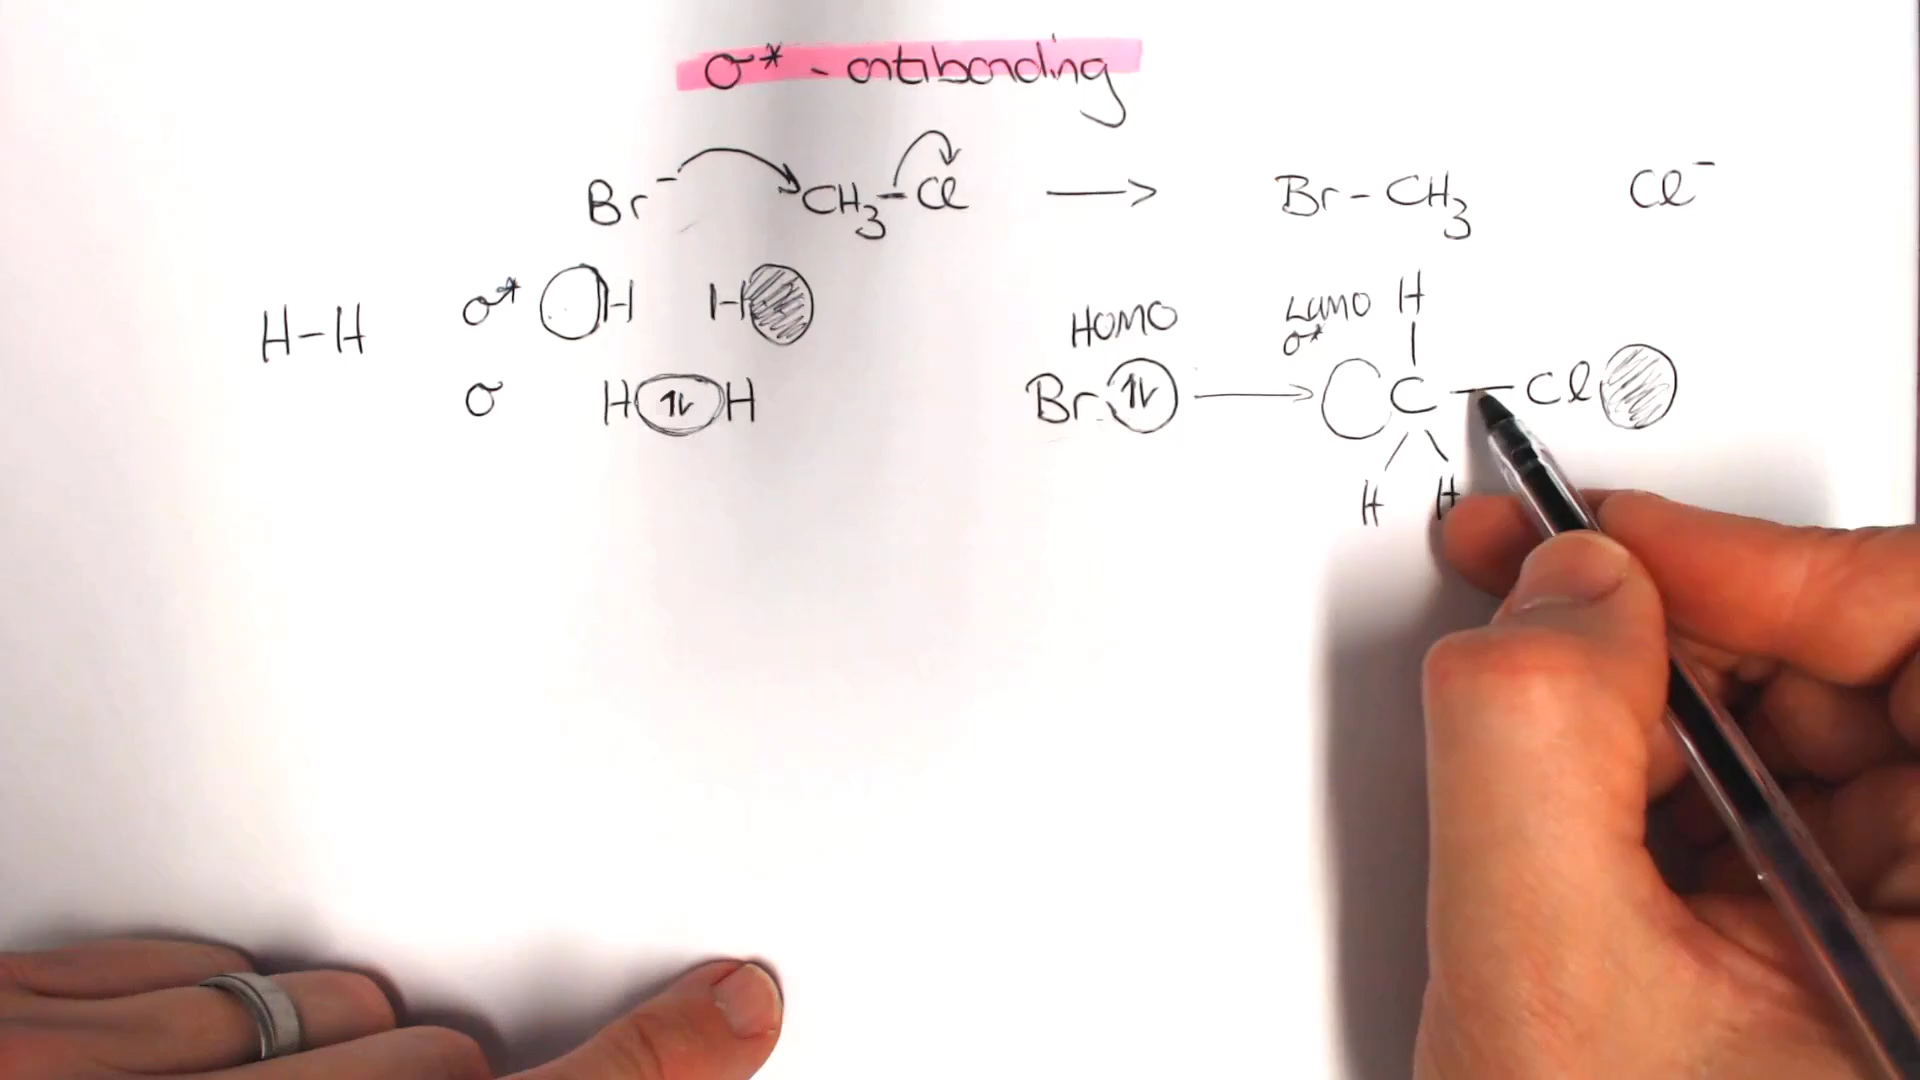 σ* - antibonding
Br⁻ CH₃-Cl → Br-CH₃ Cl⁻
H-H
σ* H H
σ H ⥮ H
HOMO
LUMO
σ*
H
Br ⥮ → C - Cl
H H